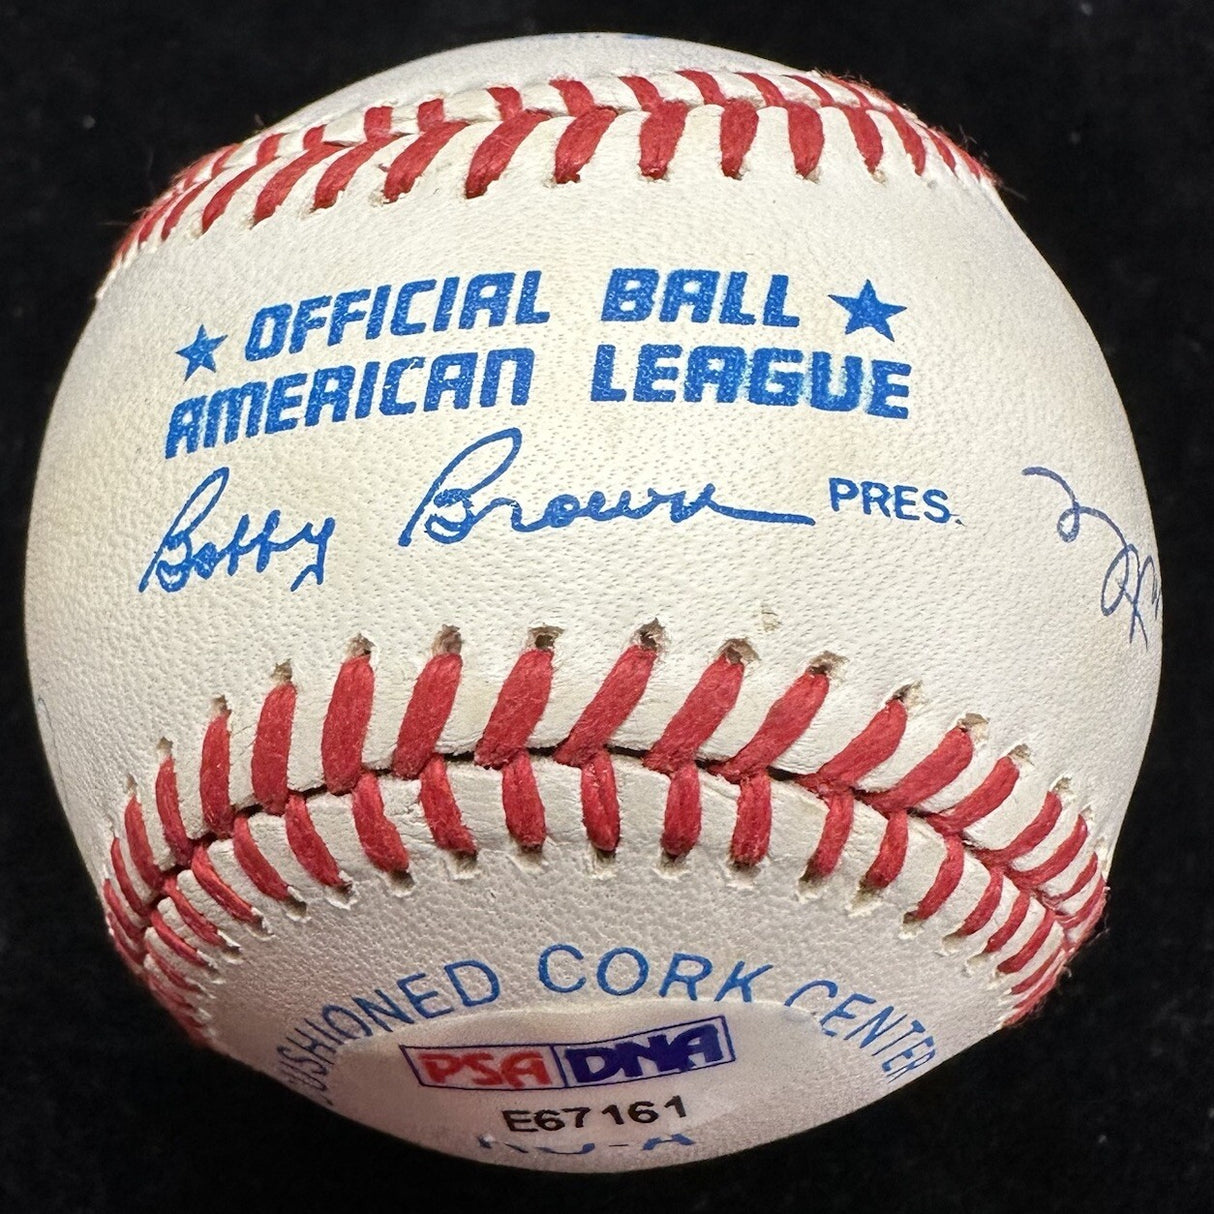 ★ OFFICIAL BALL ★
AMERICAN LEAGUE
Bobby Brown PRES.
CUSHIONED CORK CENTER
PSA DNA
E67161